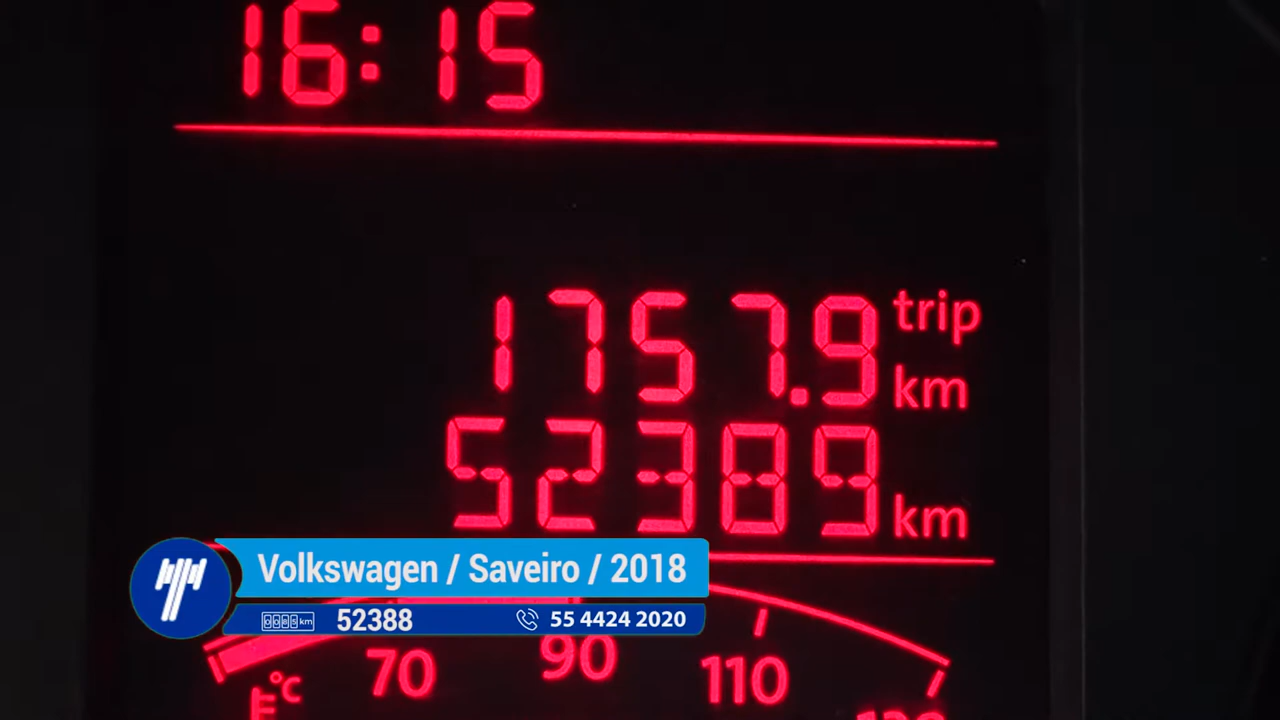 16:15
1757.9 trip
km
52389 km
Volkswagen / Saveiro / 2018
0085 km 52388 55 4424 2020
70 90 110
°C